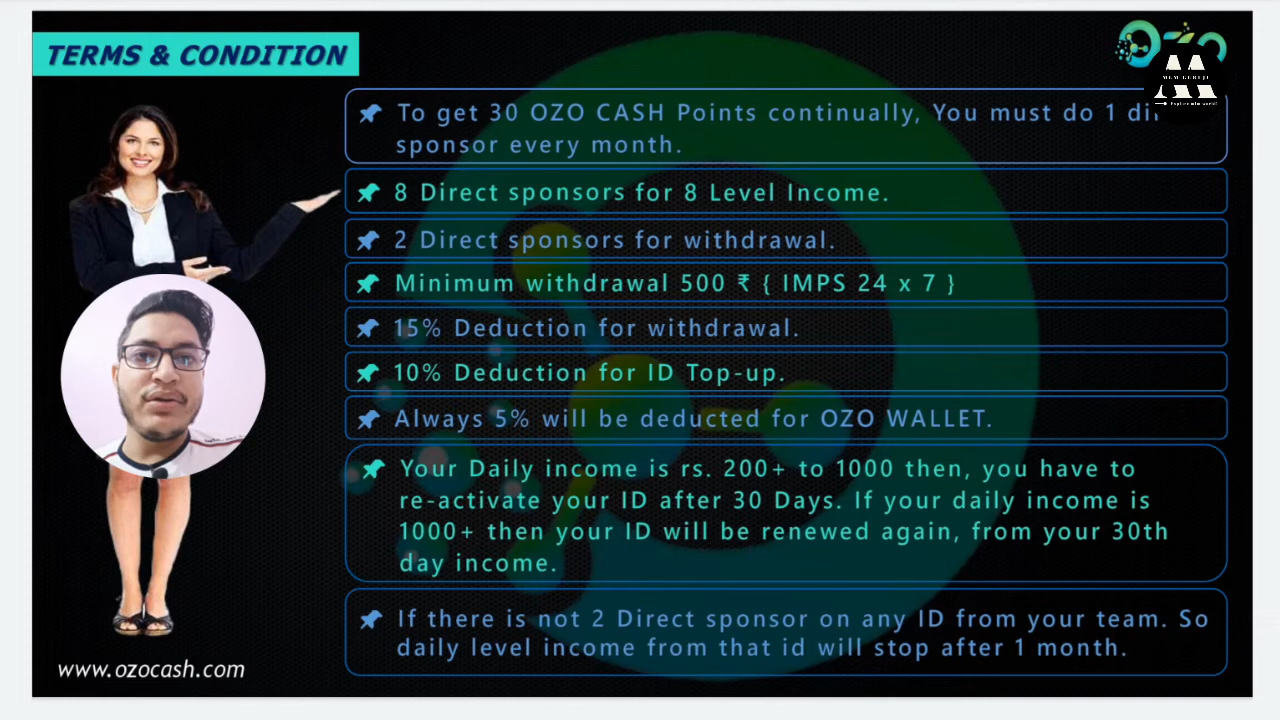 TERMS & CONDITION
OZO
MLM GURUJI
Explore mlm world!
To get 30 OZO CASH Points continually, You must do 1
sponsor every month.
8 Direct sponsors for 8 Level Income.
2 Direct sponsors for withdrawal.
Minimum withdrawal 500 ₹ { IMPS 24 x 7 }
15% Deduction for withdrawal.
10% Deduction for ID Top-up.
Always 5% will be deducted for OZO WALLET.
Your Daily income is rs. 200+ to 1000 then, you have to
re-activate your ID after 30 Days. If your daily income is
1000+ then your ID will be renewed again, from your 30th
day income.
If there is not 2 Direct sponsor on any ID from your team. So
daily level income from that id will stop after 1 month.
www.ozocash.com